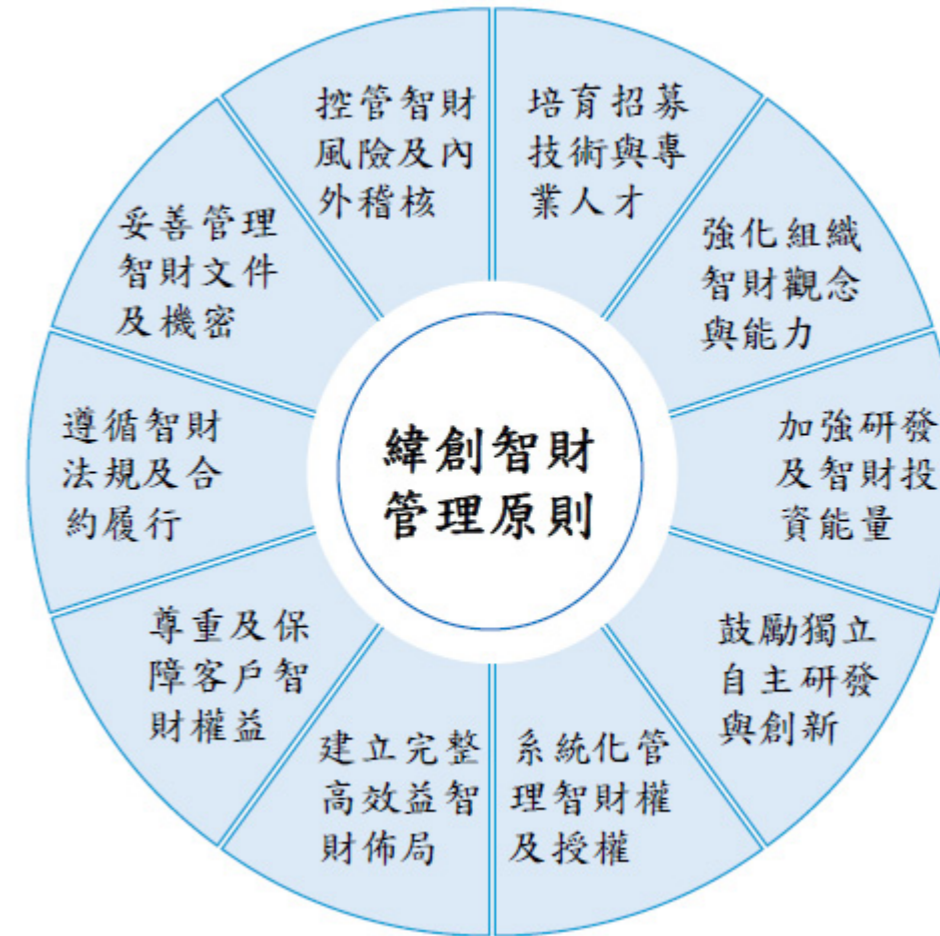 緯創智財
管理原則
培育招募
技術與專
業人才
強化組織
智財觀念
與能力
加強研發
及智財投
資能量
鼓勵獨立
自主研發
與創新
系統化管
理智財權
及授權
建立完整
高效益智
財佈局
尊重及保
障客戶智
財權益
遵循智財
法規及合
約履行
妥善管理
智財文件
及機密
控管智財
風險及內
外稽核